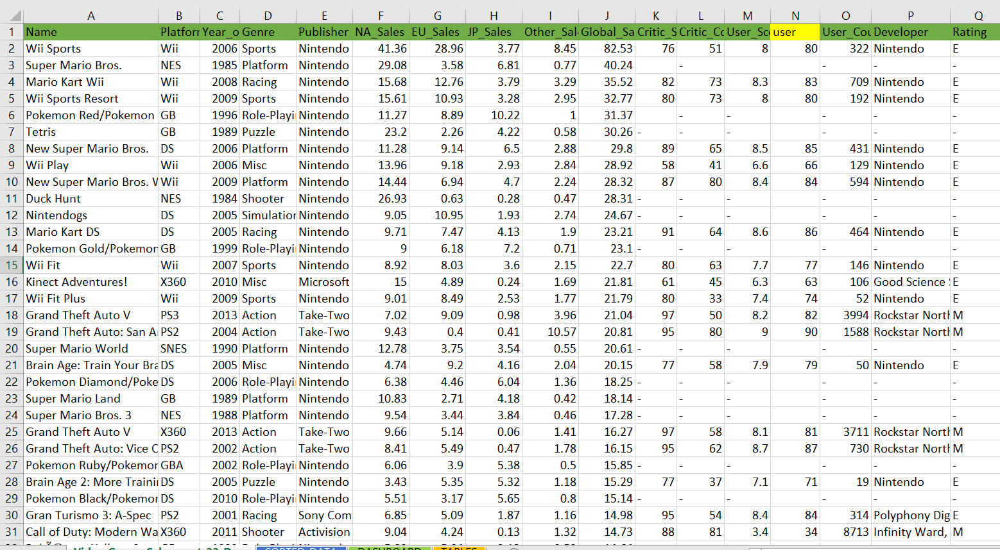 A B C D E F G H I J K L M N O P Q
1 Name Platforr Year_o Genre Publisher NA_Sales EU_Sales JP_Sales Other_Sal Global_Sa Critic_S Critic_Cc User_Sc user User_Cou Developer Rating
2 Wii Sports Wii 2006 Sports Nintendo 41.36 28.96 3.77 8.45 82.53 76 51 8 80 322 Nintendo E
3 Super Mario Bros. NES 1985 Platform Nintendo 29.08 3.58 6.81 0.77 40.24 - - - -
4 Mario Kart Wii Wii 2008 Racing Nintendo 15.68 12.76 3.79 3.29 35.52 82 73 8.3 83 709 Nintendo E
5 Wii Sports Resort Wii 2009 Sports Nintendo 15.61 10.93 3.28 2.95 32.77 80 73 8 80 192 Nintendo E
6 Pokemon Red/Pokemon GB 1996 Role-Playi Nintendo 11.27 8.89 10.22 1 31.37 - - - - -
7 Tetris GB 1989 Puzzle Nintendo 23.2 2.26 4.22 0.58 30.26 - - - - - -
8 New Super Mario Bros. DS 2006 Platform Nintendo 11.28 9.14 6.5 2.88 29.8 89 65 8.5 85 431 Nintendo E
9 Wii Play Wii 2006 Misc Nintendo 13.96 9.18 2.93 2.84 28.92 58 41 6.6 66 129 Nintendo E
10 New Super Mario Bros. W Wii 2009 Platform Nintendo 14.44 6.94 4.7 2.24 28.32 87 80 8.4 84 594 Nintendo E
11 Duck Hunt NES 1984 Shooter Nintendo 26.93 0.63 0.28 0.47 28.31 - - - - - -
12 Nintendogs DS 2005 Simulation Nintendo 9.05 10.95 1.93 2.74 24.67 - - - - - -
13 Mario Kart DS DS 2005 Racing Nintendo 9.71 7.47 4.13 1.9 23.21 91 64 8.6 86 464 Nintendo E
14 Pokemon Gold/Pokemon GB 1999 Role-Playi Nintendo 9 6.18 7.2 0.71 23.1 - - - - - -
15 Wii Fit Wii 2007 Sports Nintendo 8.92 8.03 3.6 2.15 22.7 80 63 7.7 77 146 Nintendo E
16 Kinect Adventures! X360 2010 Misc Microsoft 15 4.89 0.24 1.69 21.81 61 45 6.3 63 106 Good Science E
17 Wii Fit Plus Wii 2009 Sports Nintendo 9.01 8.49 2.53 1.77 21.79 80 33 7.4 74 52 Nintendo E
18 Grand Theft Auto V PS3 2013 Action Take-Two 7.02 9.09 0.98 3.96 21.04 97 50 8.2 82 3994 Rockstar North M
19 Grand Theft Auto: San A PS2 2004 Action Take-Two 9.43 0.4 0.41 10.57 20.81 95 80 9 90 1588 Rockstar North M
20 Super Mario World SNES 1990 Platform Nintendo 12.78 3.75 3.54 0.55 20.61 - - - - - -
21 Brain Age: Train Your Bra DS 2005 Misc Nintendo 4.74 9.2 4.16 2.04 20.15 77 58 7.9 79 50 Nintendo E
22 Pokemon Diamond/Poke DS 2006 Role-Playi Nintendo 6.38 4.46 6.04 1.36 18.25 - - - - - -
23 Super Mario Land GB 1989 Platform Nintendo 10.83 2.71 4.18 0.42 18.14 - - - - - -
24 Super Mario Bros. 3 NES 1988 Platform Nintendo 9.54 3.44 3.84 0.46 17.28 - - - - - -
25 Grand Theft Auto V X360 2013 Action Take-Two 9.66 5.14 0.06 1.41 16.27 97 58 8.1 81 3711 Rockstar North M
26 Grand Theft Auto: Vice C PS2 2002 Action Take-Two 8.41 5.49 0.47 1.78 16.15 95 62 8.7 87 730 Rockstar North M
27 Pokemon Ruby/Pokemon GBA 2002 Role-Playi Nintendo 6.06 3.9 5.38 0.5 15.85 - - - - - -
28 Brain Age 2: More Traini DS 2005 Puzzle Nintendo 3.43 5.35 5.32 1.18 15.29 77 37 7.1 71 19 Nintendo E
29 Pokemon Black/Pokemon DS 2010 Role-Playi Nintendo 5.51 3.17 5.65 0.8 15.14 - - - - - -
30 Gran Turismo 3: A-Spec PS2 2001 Racing Sony Com 6.85 5.09 1.87 1.16 14.98 95 54 8.4 84 314 Polyphony Dig E
31 Call of Duty: Modern Wa X360 2011 Shooter Activision 9.04 4.24 0.13 1.32 14.73 88 81 3.4 34 8713 Infinity Ward, M
SORTED_DATA DASHBOARD TABLES